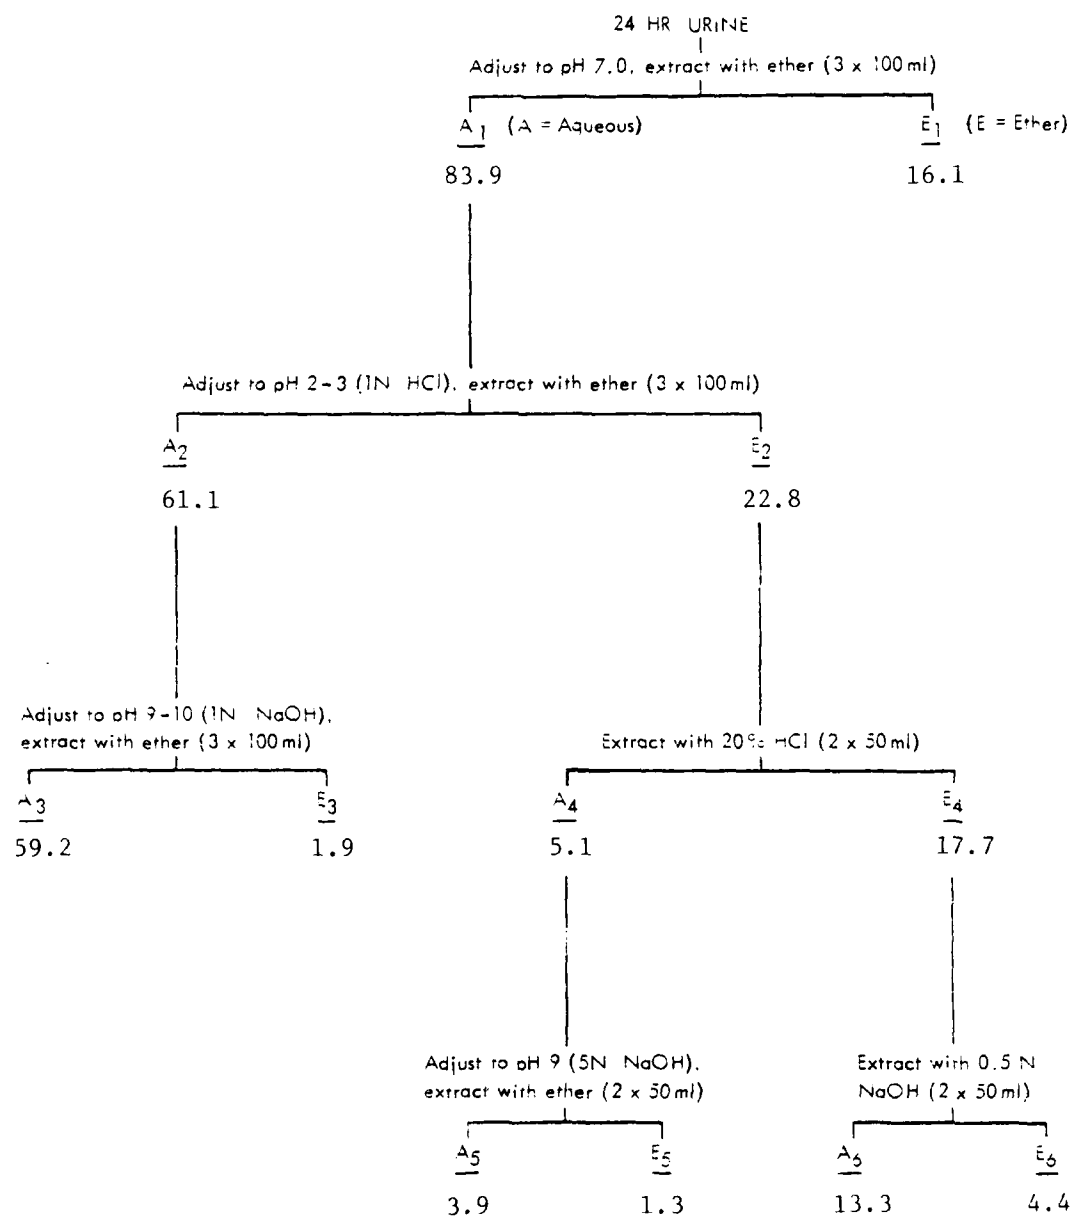 24 HR URINE
Adjust to pH 7.0, extract with ether (3 x 100 ml)
A1 (A = Aqueous)
E1 (E = Ether)
83.9
16.1
Adjust to pH 2-3 (1N HCl), extract with ether (3 x 100 ml)
A2
E2
61.1
22.8
Adjust to pH 9-10 (1N NaOH),
extract with ether (3 x 100 ml)
Extract with 20% HCl (2 x 50 ml)
A3
E3
A4
E4
59.2
1.9
5.1
17.7
Adjust to pH 9 (5N NaOH),
extract with ether (2 x 50 ml)
Extract with 0.5 N
NaOH (2 x 50 ml)
A5
E5
A6
E6
3.9
1.3
13.3
4.4